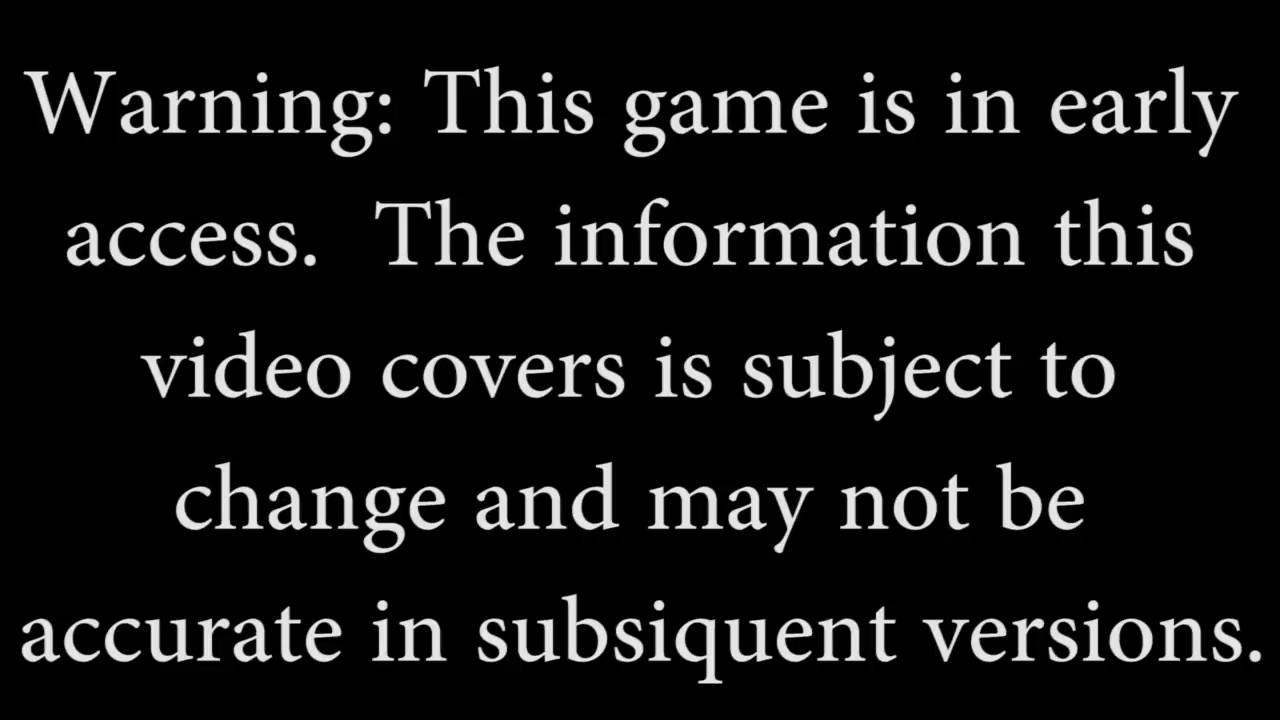 Warning: This game is in early
access.  The information this
video covers is subject to
change and may not be
accurate in subsiquent versions.